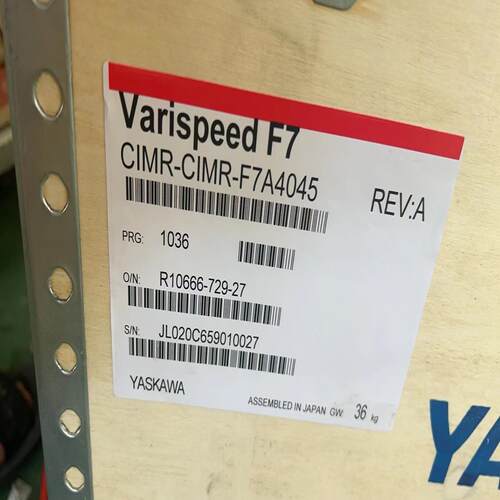 Varispeed F7
CIMR-CIMR-F7A4045
REV:A
PRG: 1036
O/N: R10666-729-27
S/N: JL020C659010027
YASKAWA
ASSEMBLED IN JAPAN GW: 36 kg
YA